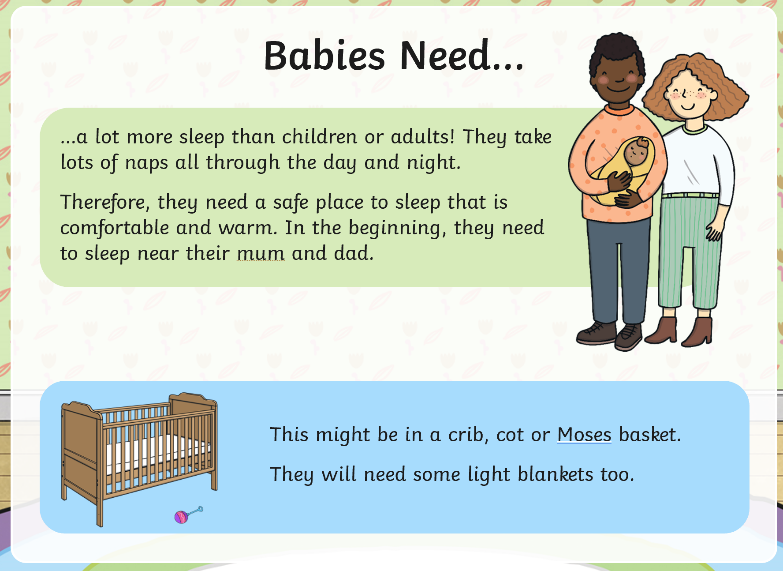 Babies Need...
...a lot more sleep than children or adults! They take
lots of naps all through the day and night.
Therefore, they need a safe place to sleep that is
comfortable and warm. In the beginning, they need
to sleep near their mum and dad.
This might be in a crib, cot or Moses basket.
They will need some light blankets too.